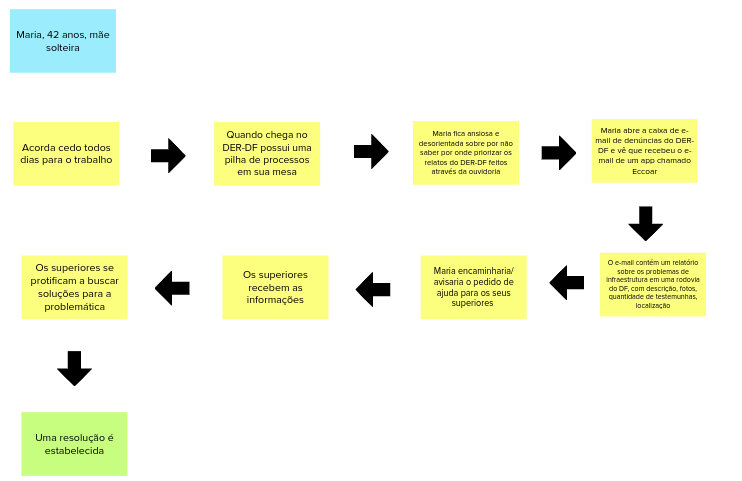 Maria, 42 anos, mãe
solteira
Acorda cedo todos
dias para o trabalho
Quando chega no
DER-DF possui uma
pilha de processos
em sua mesa
Maria fica ansiosa e
desorientada sobre por não
saber por onde priorizar os
relatos do DER-DF feitos
através da ouvidoria
Maria abre a caixa de e-
mail de denúncias do DER-
DF e vê que recebeu o e-
mail de um app chamado
Eccoar
O e-mail contém um relatório
sobre os problemas de
infraestrutura em uma rodovia
do DF, com descrição, fotos,
quantidade de testemunhas,
localização
Maria encaminharia/
avisaria o pedido de
ajuda para os seus
superiores
Os superiores
recebem as
informações
Os superiores se
protificam a buscar
soluções para a
problemática
Uma resolução é
estabelecida